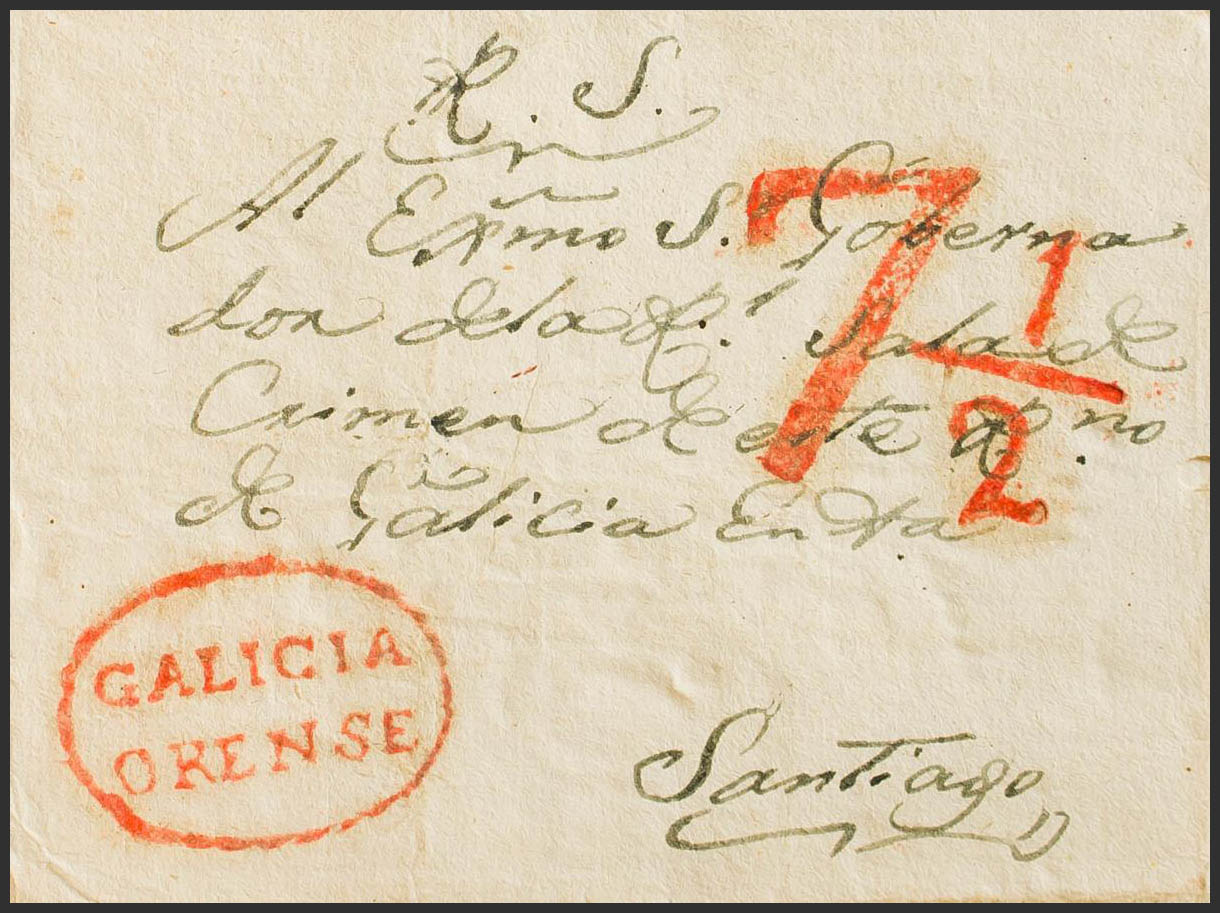 R. S.
Al Exmo S.r Goberna
dor dela R.l Sala de
Crimen de este R.no
de Galicia En
7 1/2
GALICIA
ORENSE
Santiago